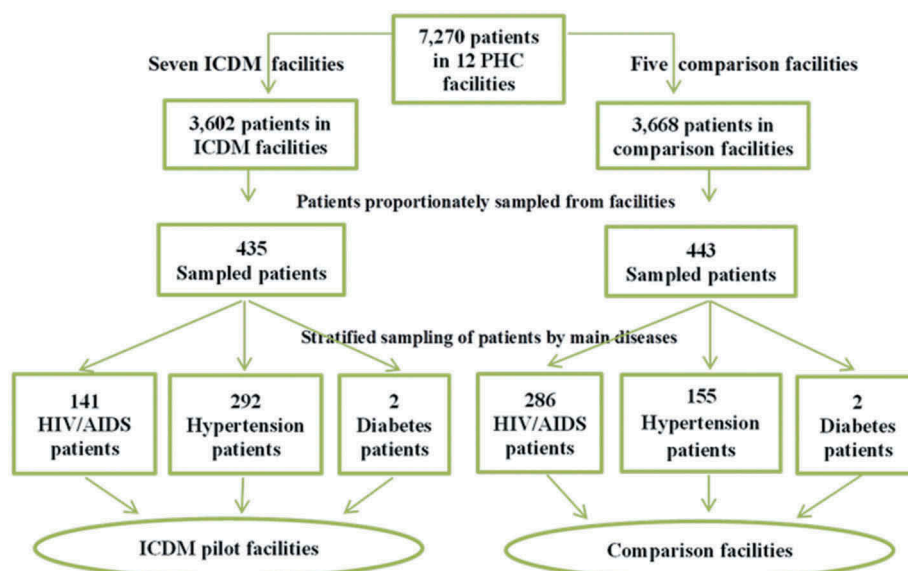 7,270 patients
in 12 PHC
facilities
Seven ICDM facilities
Five comparison facilities
3,602 patients in
ICDM facilities
3,668 patients in
comparison facilities
Patients proportionately sampled from facilities
435
Sampled patients
443
Sampled patients
Stratified sampling of patients by main diseases
141
HIV/AIDS
patients
292
Hypertension
patients
2
Diabetes
patients
286
HIV/AIDS
patients
155
Hypertension
patients
2
Diabetes
patients
ICDM pilot facilities
Comparison facilities